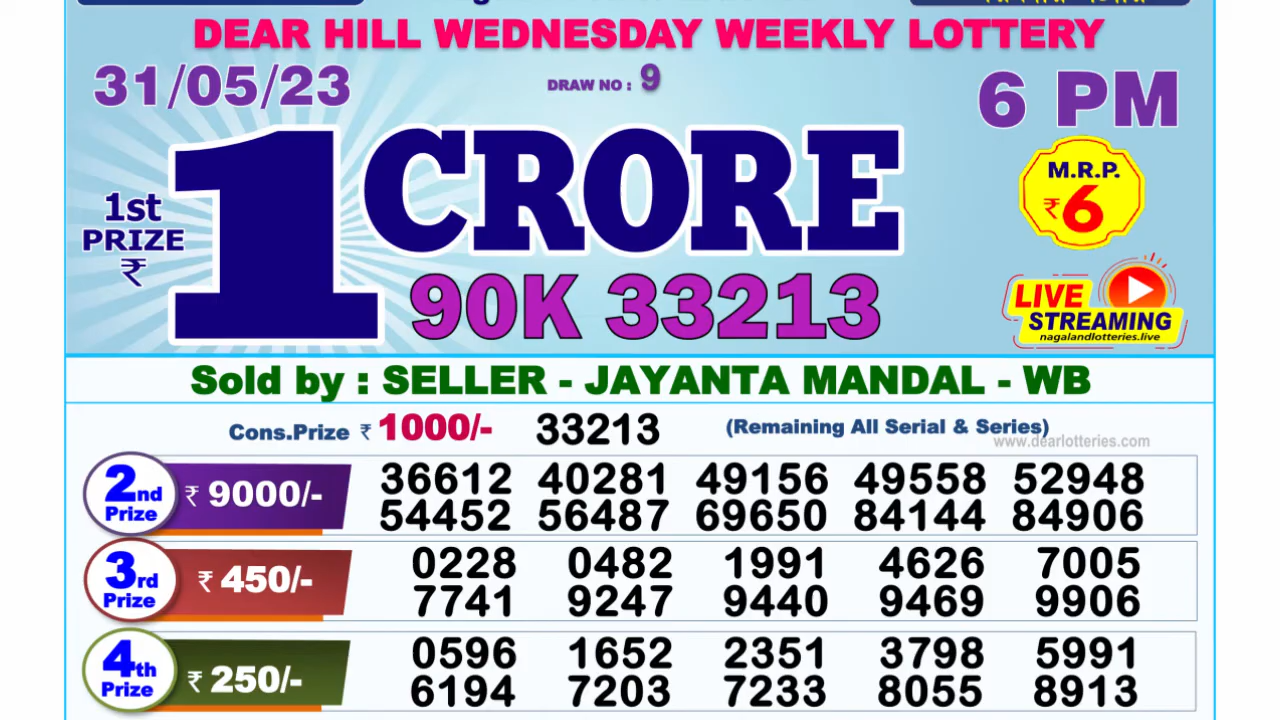 DEAR HILL WEDNESDAY WEEKLY LOTTERY
31/05/23
DRAW NO : 9
6 PM
1st PRIZE ₹ 1 CRORE
90K 33213
M.R.P.
₹6
LIVE
STREAMING
nagalandlotteries.live
Sold by : SELLER - JAYANTA MANDAL - WB
Cons.Prize ₹ 1000/- 33213 (Remaining All Serial & Series)
www.dearlotteries.com
2nd Prize ₹ 9000/-
36612 40281 49156 49558 52948
54452 56487 69650 84144 84906
3rd Prize ₹ 450/-
0228 0482 1991 4626 7005
7741 9247 9440 9469 9906
4th Prize ₹ 250/-
0596 1652 2351 3798 5991
6194 7203 7233 8055 8913